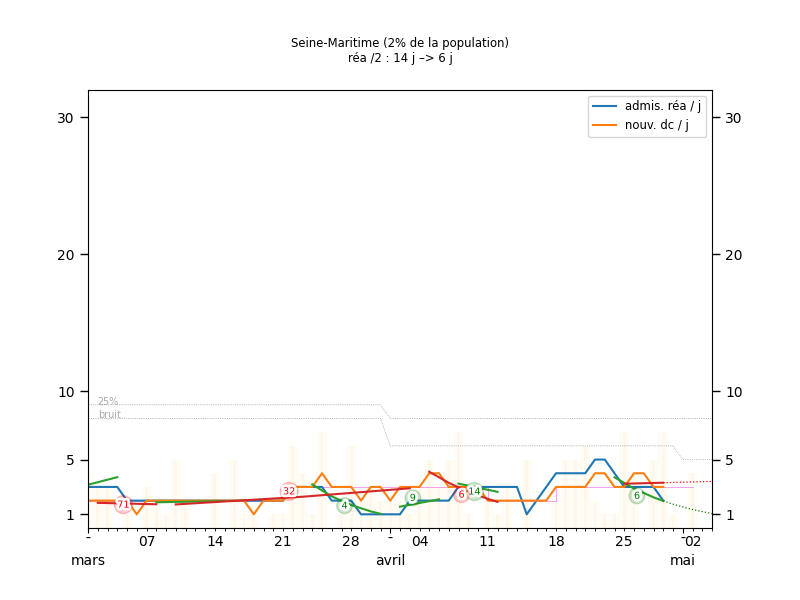 Seine-Maritime (2% de la population)
réa /2 : 14 j –> 6 j
admis. réa / j
nouv. dc / j
30 30
20 20
10 10
25%
bruit
5 5
71 32 4 9 6 14 6
1 1
- 07 14 21 28 - 04 11 18 25 02
mars avril mai